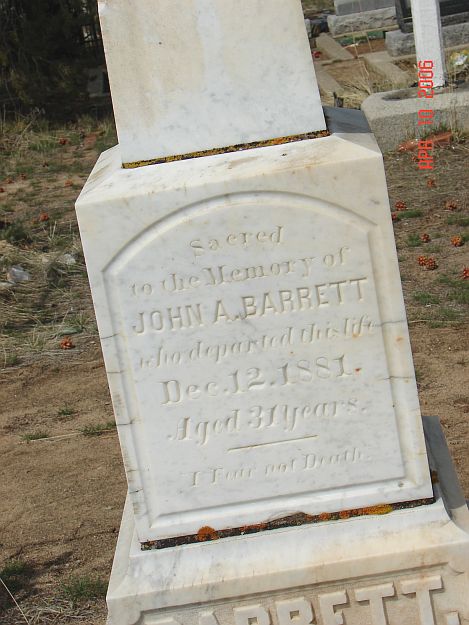 APR 10 2006
Sacred
to the Memory of
JOHN A. BARRETT
who departed this life
Dec. 12. 1881.
Aged 31 Years.
I Fear not Death.
BARRETT.